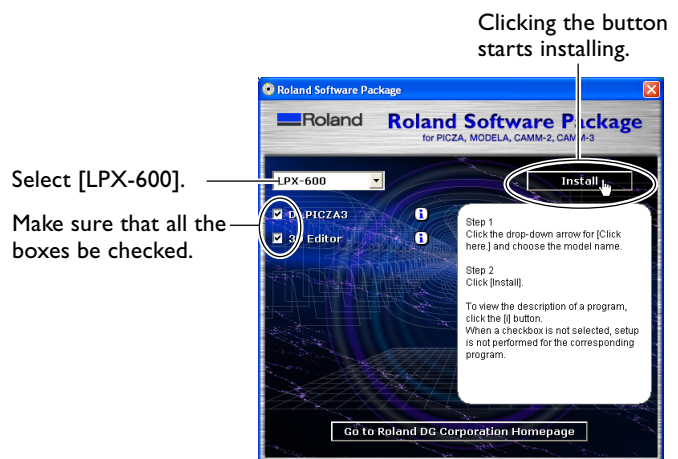 Clicking the button
starts installing.
Roland Software Package
Roland
Roland Software Package
for PICZA, MODELA, CAMM-2, CAMM-3
Select [LPX-600].
LPX-600
Install
Make sure that all the
boxes be checked.
Dr.PICZA3
3D Editor
Step 1
Click the drop-down arrow for [Click
here.] and choose the model name.
Step 2
Click [Install].
To view the description of a program,
click the [i] button.
When a checkbox is not selected, setup
is not performed for the corresponding
program.
Go to Roland DG Corporation Homepage